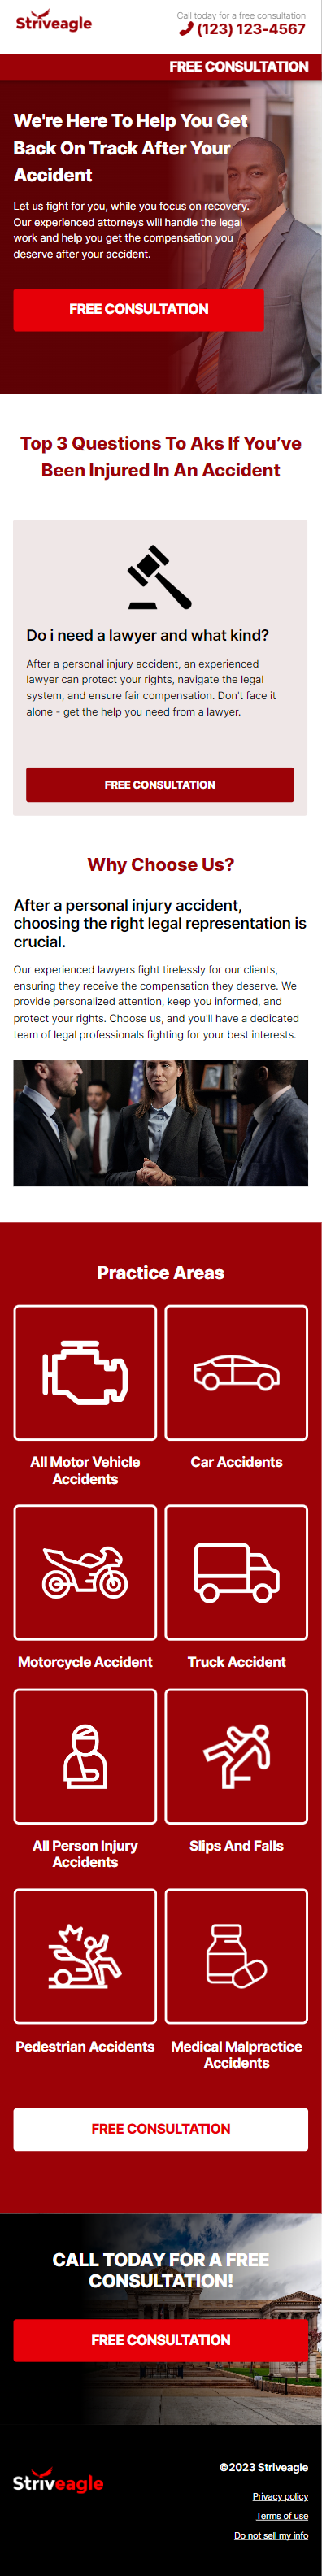 Striveagle
Call today for a free consultation
(123) 123-4567
FREE CONSULTATION
We're Here To Help You Get
Back On Track After Your
Accident
Let us fight for you, while you focus on recovery.
Our experienced attorneys will handle the legal
work and help you get the compensation you
deserve after your accident.
FREE CONSULTATION
Top 3 Questions To Aks If You've
Been Injured In An Accident
Do i need a lawyer and what kind?
After a personal injury accident, an experienced
lawyer can protect your rights, navigate the legal
system, and ensure fair compensation. Don't face it
alone - get the help you need from a lawyer.
FREE CONSULTATION
Why Choose Us?
After a personal injury accident,
choosing the right legal representation is
crucial.
Our experienced lawyers fight tirelessly for our clients,
ensuring they receive the compensation they deserve. We
provide personalized attention, keep you informed, and
protect your rights. Choose us, and you'll have a dedicated
team of legal professionals fighting for your best interests.
Practice Areas
All Motor Vehicle
Accidents
Car Accidents
Motorcycle Accident
Truck Accident
All Person Injury
Accidents
Slips And Falls
Pedestrian Accidents
Medical Malpractice
Accidents
FREE CONSULTATION
CALL TODAY FOR A FREE
CONSULTATION!
FREE CONSULTATION
Striveagle
©2023 Striveagle
Privacy policy
Terms of use
Do not sell my info